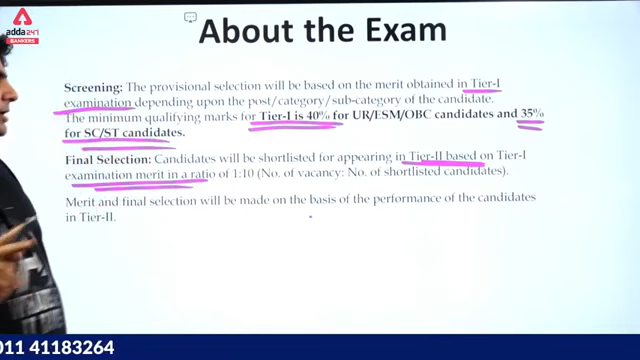 adda247
BANKERS
About the Exam
Screening: The provisional selection will be based on the merit obtained in Tier-I
examination depending upon the post/category/sub-category of the candidate.
The minimum qualifying marks for Tier-I is 40% for UR/ESM/OBC candidates and 35%
for SC/ST candidates.
Final Selection: Candidates will be shortlisted for appearing in Tier-II based on Tier-I
examination merit in a ratio of 1:10 (No. of vacancy: No. of shortlisted candidates).
Merit and final selection will be made on the basis of the performance of the candidates
in Tier-II.
011 41183264